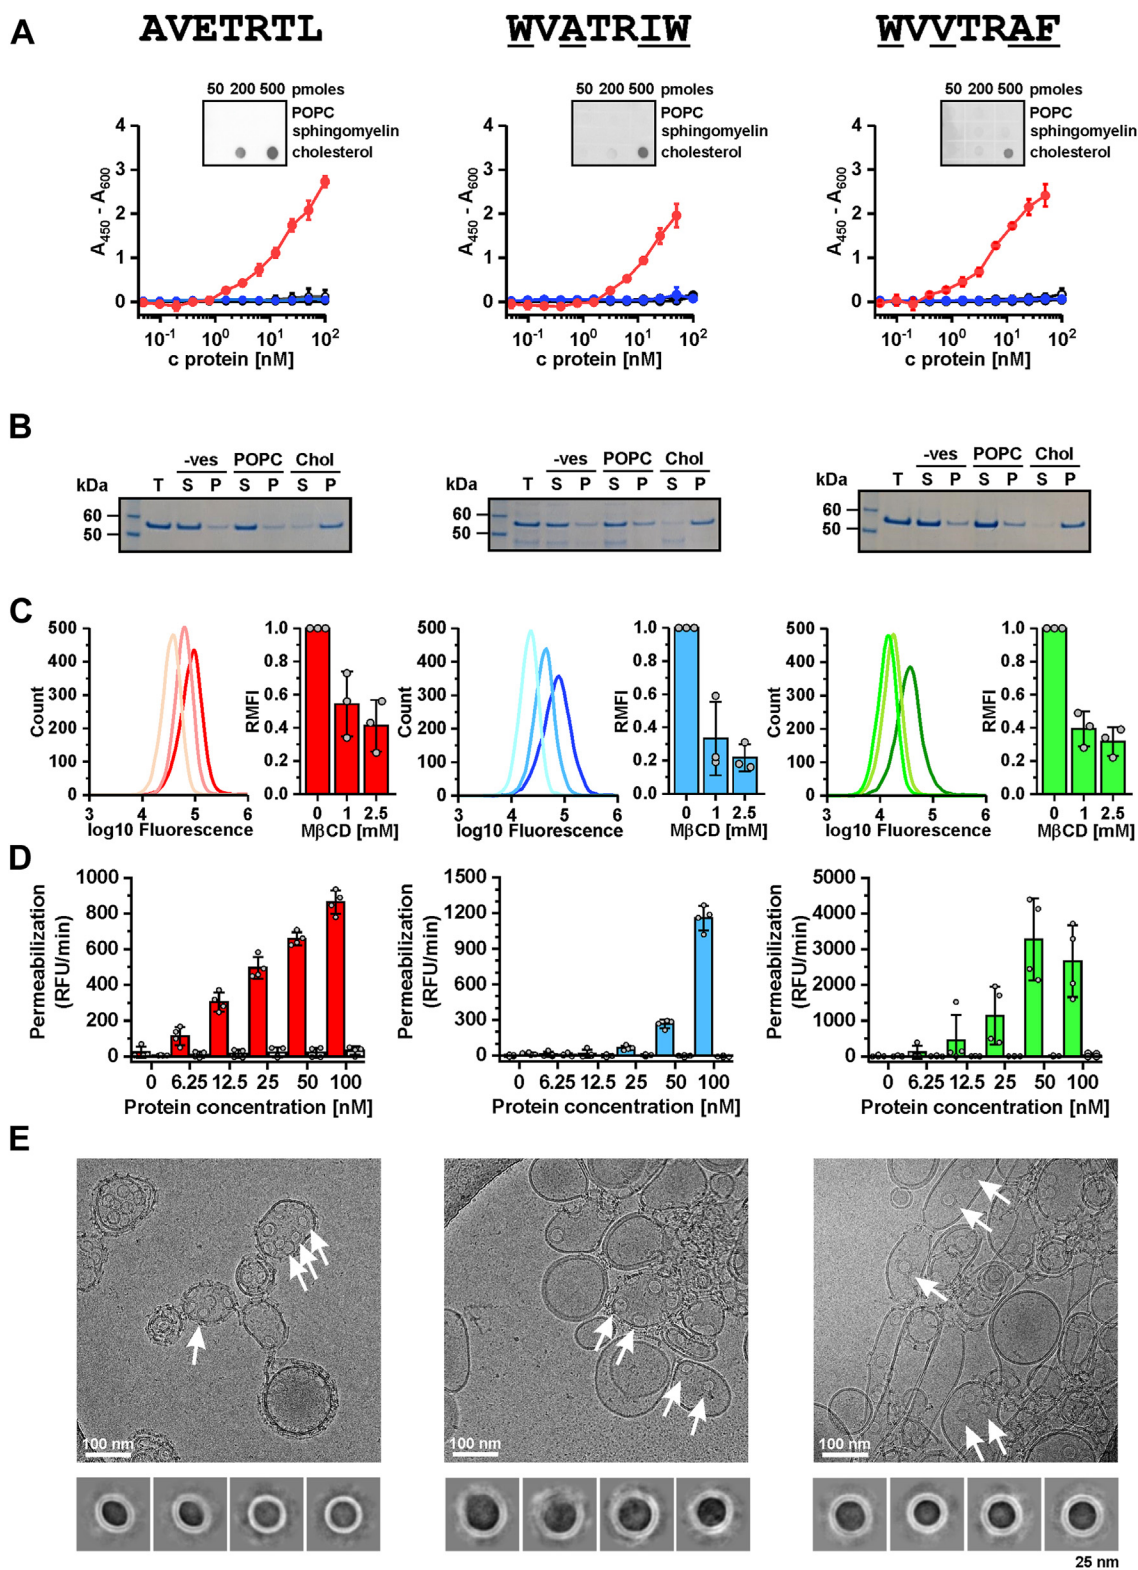 A
AVETRTL WVATRIW WVVTRAF
50 200 500 pmoles
POPC
sphingomyelin
cholesterol
4
3
2
1
0
A450 - A600
10-1 100 101 102
c protein [nM]
50 200 500 pmoles
POPC
sphingomyelin
cholesterol
4
3
2
1
0
A450 - A600
10-1 100 101 102
c protein [nM]
50 200 500 pmoles
POPC
sphingomyelin
cholesterol
4
3
2
1
0
A450 - A600
10-1 100 101 102
c protein [nM]
B
-ves POPC Chol
kDa T S P S P S P
60
50
-ves POPC Chol
kDa T S P S P S P
60
50
-ves POPC Chol
kDa T S P S P S P
60
50
C
500
400
300
200
100
0
Count
3 4 5 6
log10 Fluorescence
1.0
0.8
0.6
0.4
0.2
0.0
RMFI
0 1 2.5
MβCD [mM]
500
400
300
200
100
0
Count
3 4 5 6
log10 Fluorescence
1.0
0.8
0.6
0.4
0.2
0.0
RMFI
0 1 2.5
MβCD [mM]
500
400
300
200
100
0
Count
3 4 5 6
log10 Fluorescence
1.0
0.8
0.6
0.4
0.2
0.0
RMFI
0 1 2.5
MβCD [mM]
D
1000
800
600
400
200
0
Permeabilization
(RFU/min)
0 6.25 12.5 25 50 100
Protein concentration [nM]
1500
1200
900
600
300
0
Permeabilization
(RFU/min)
0 6.25 12.5 25 50 100
Protein concentration [nM]
5000
4000
3000
2000
1000
0
Permeabilization
(RFU/min)
0 6.25 12.5 25 50 100
Protein concentration [nM]
E
100 nm
100 nm
100 nm
25 nm